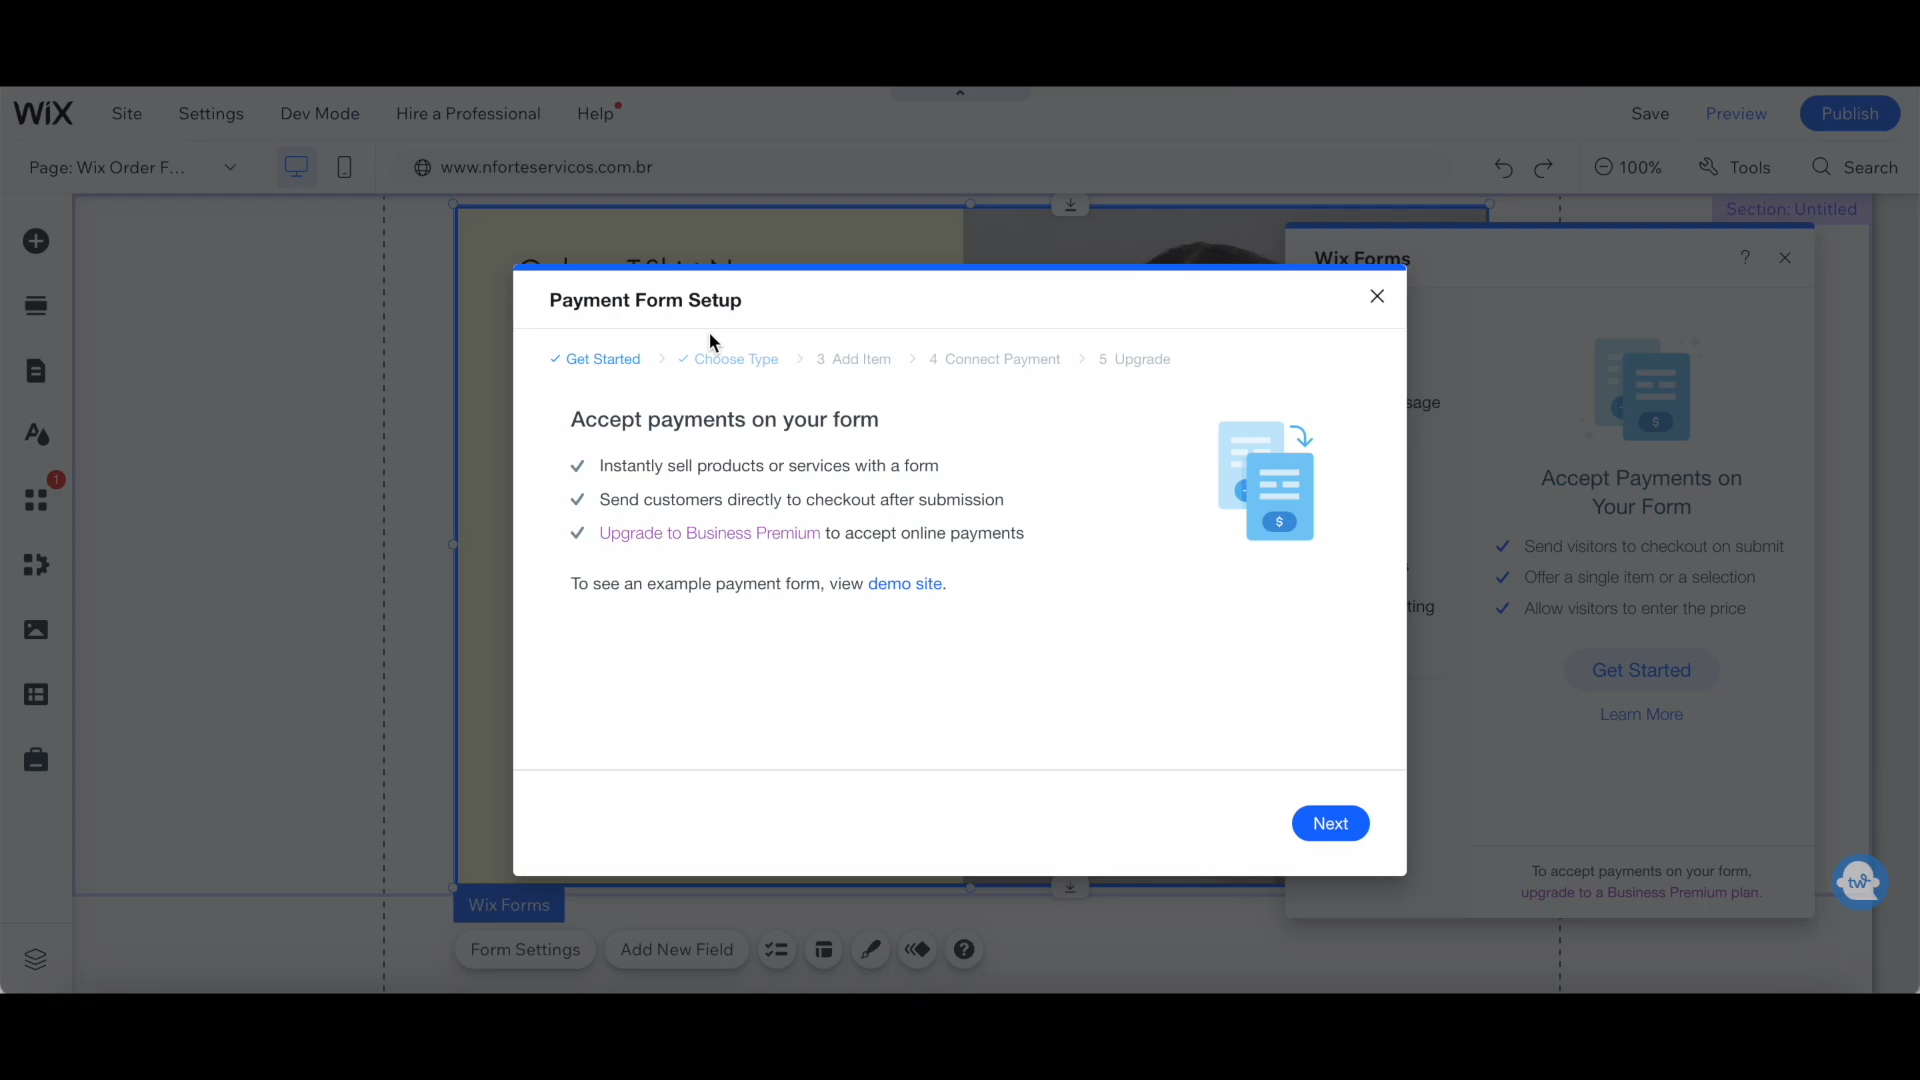 WiX
Site
Settings
Dev Mode
Hire a Professional
Help
Save
Preview
Publish
Page: Wix Order F...
www.nforteservicos.com.br
100%
Tools
Search
Section: Untitled
Wix Forms
?
Payment Form Setup
Get Started
Choose Type
3 Add Item
4 Connect Payment
5 Upgrade
Accept payments on your form
Instantly sell products or services with a form
Send customers directly to checkout after submission
Upgrade to Business Premium to accept online payments
To see an example payment form, view demo site.
$
Next
1
sage
ting
$
Accept Payments on
Your Form
Send visitors to checkout on submit
Offer a single item or a selection
Allow visitors to enter the price
Get Started
Learn More
To accept payments on your form,
upgrade to a Business Premium plan.
tw
Wix Forms
Form Settings
Add New Field
?